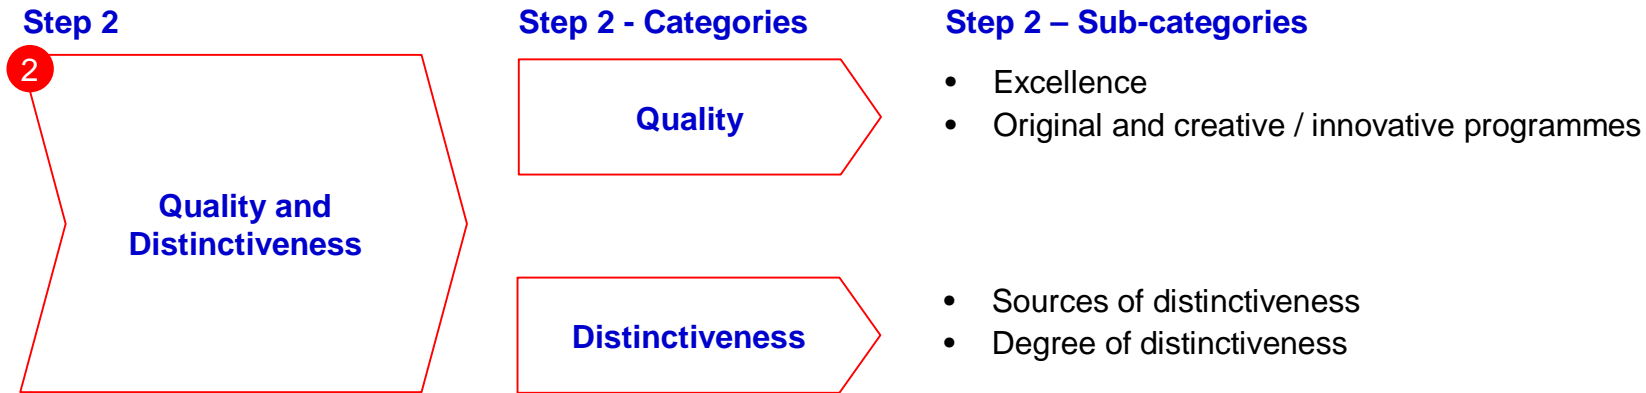 Step 2
Step 2 - Categories
Step 2 – Sub-categories
2
Quality and
Distinctiveness
Quality
• Excellence
• Original and creative / innovative programmes
Distinctiveness
• Sources of distinctiveness
• Degree of distinctiveness